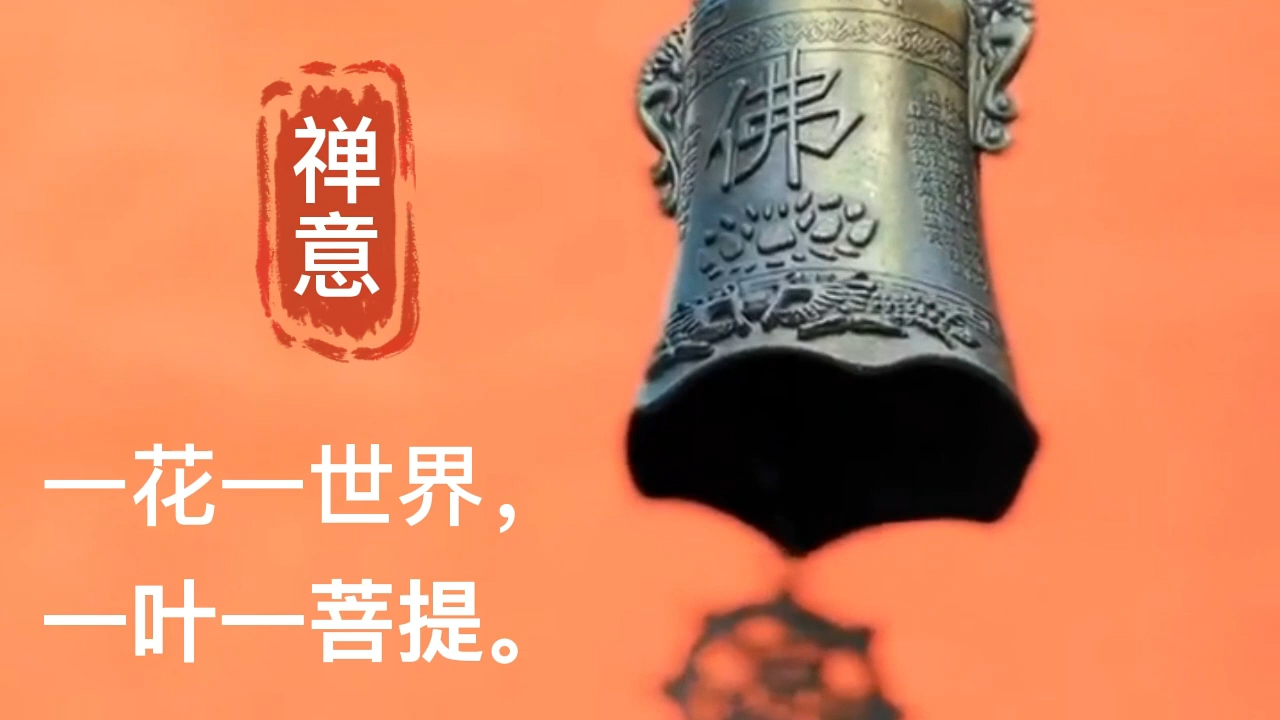 禅意
一花一世界，
一叶一菩提。
佛